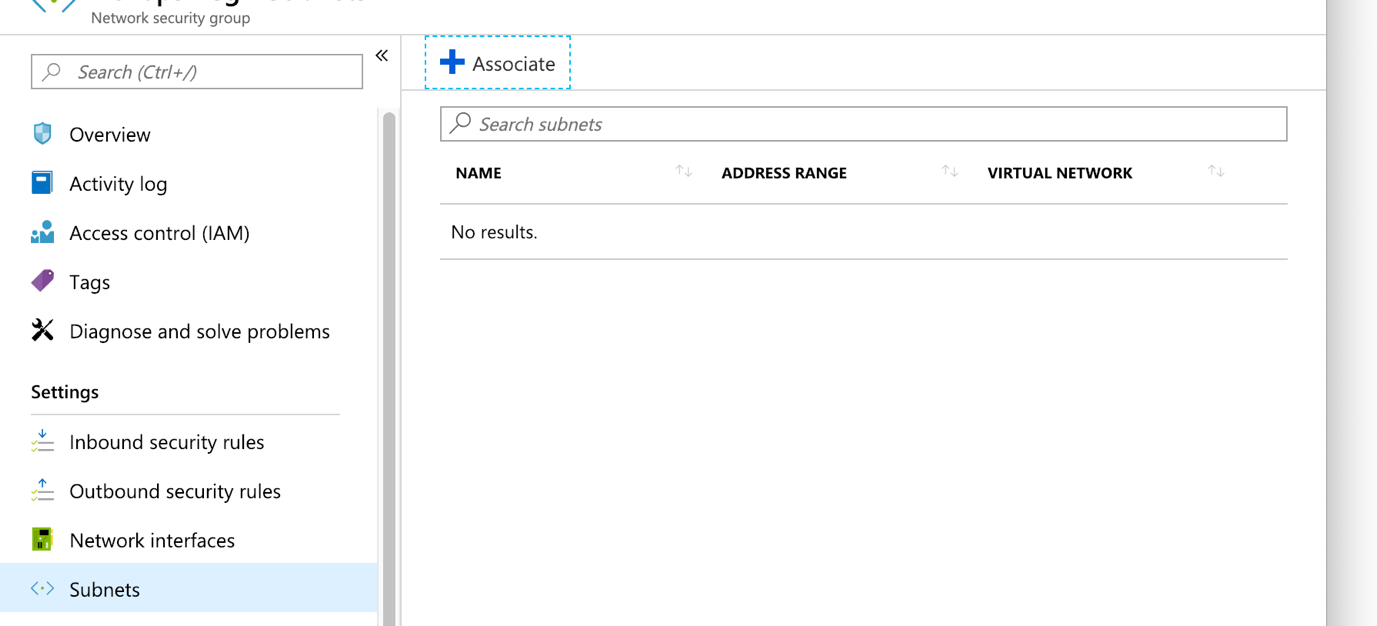 Network security group
Search (Ctrl+/)
«
Overview
Activity log
Access control (IAM)
Tags
Diagnose and solve problems
Settings
Inbound security rules
Outbound security rules
Network interfaces
Subnets
Associate
Search subnets
NAME ADDRESS RANGE VIRTUAL NETWORK
No results.